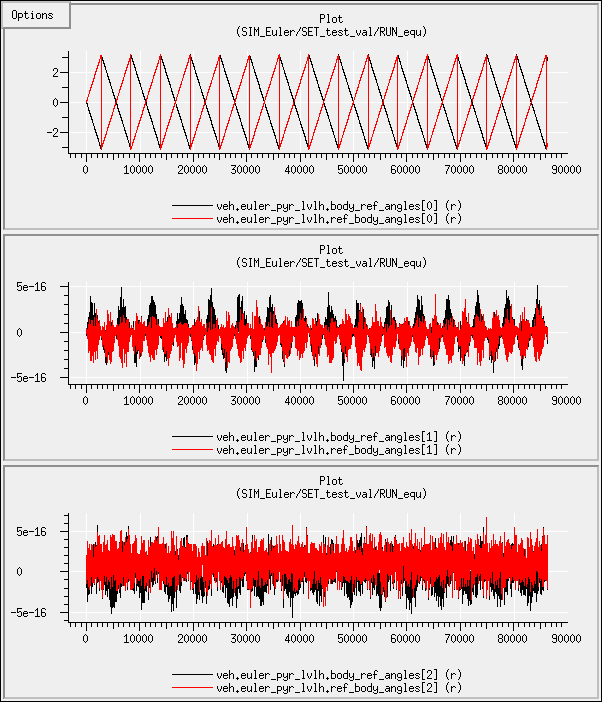 Options
Plot
(SIM_Euler/SET_test_val/RUN_equ)
2
0
-2
0 10000 20000 30000 40000 50000 60000 70000 80000 90000
veh.euler_pyr_lvlh.body_ref_angles[0] (r)
veh.euler_pyr_lvlh.ref_body_angles[0] (r)
Plot
(SIM_Euler/SET_test_val/RUN_equ)
5e-16
0
-5e-16
0 10000 20000 30000 40000 50000 60000 70000 80000 90000
veh.euler_pyr_lvlh.body_ref_angles[1] (r)
veh.euler_pyr_lvlh.ref_body_angles[1] (r)
Plot
(SIM_Euler/SET_test_val/RUN_equ)
5e-16
0
-5e-16
0 10000 20000 30000 40000 50000 60000 70000 80000 90000
veh.euler_pyr_lvlh.body_ref_angles[2] (r)
veh.euler_pyr_lvlh.ref_body_angles[2] (r)